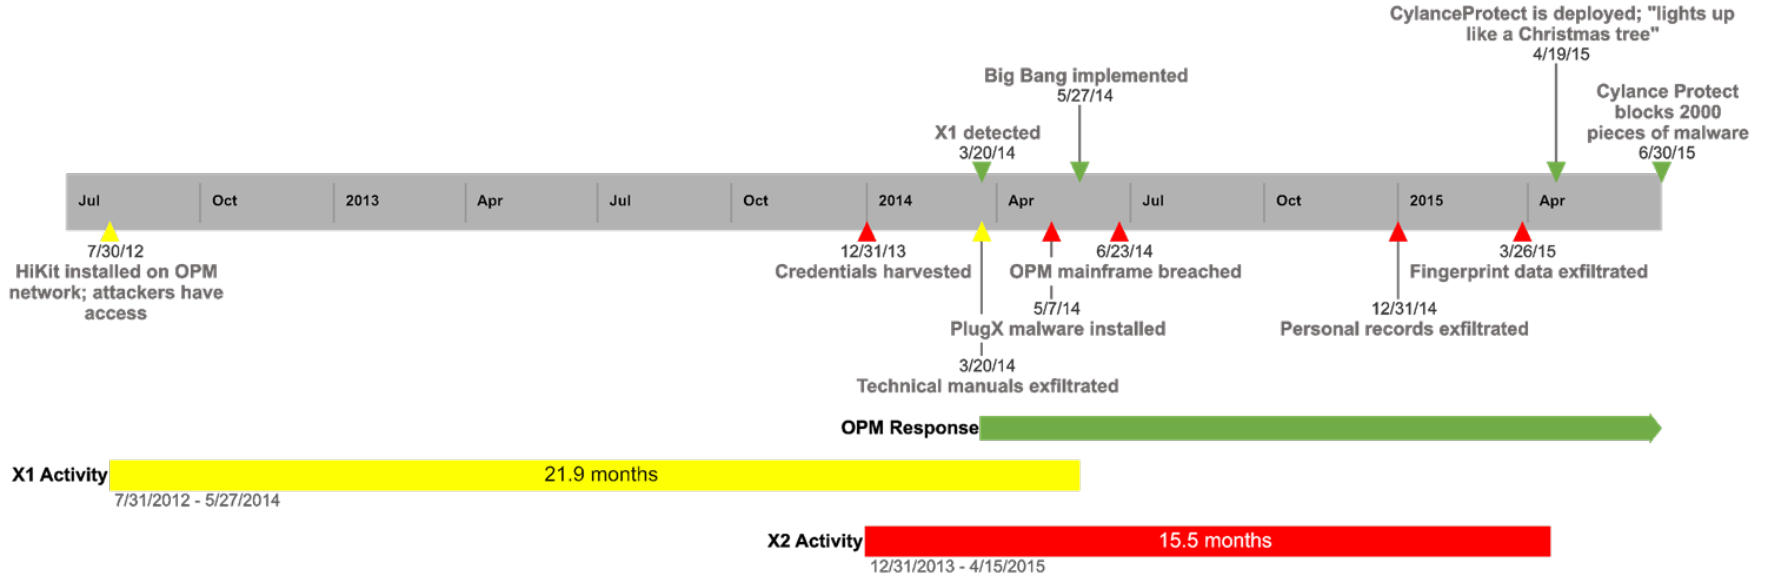 CylanceProtect is deployed; "lights up
like a Christmas tree"
4/19/15
Big Bang implemented
5/27/14
Cylance Protect
blocks 2000
pieces of malware
6/30/15
X1 detected
3/20/14
Jul
Oct
2013
Apr
Jul
Oct
2014
Apr
Jul
Oct
2015
Apr
7/30/12
HiKit installed on OPM
network; attackers have
access
12/31/13
Credentials harvested
6/23/14
OPM mainframe breached
3/26/15
Fingerprint data exfiltrated
5/7/14
PlugX malware installed
12/31/14
Personal records exfiltrated
3/20/14
Technical manuals exfiltrated
OPM Response
X1 Activity
21.9 months
7/31/2012 - 5/27/2014
X2 Activity
15.5 months
12/31/2013 - 4/15/2015